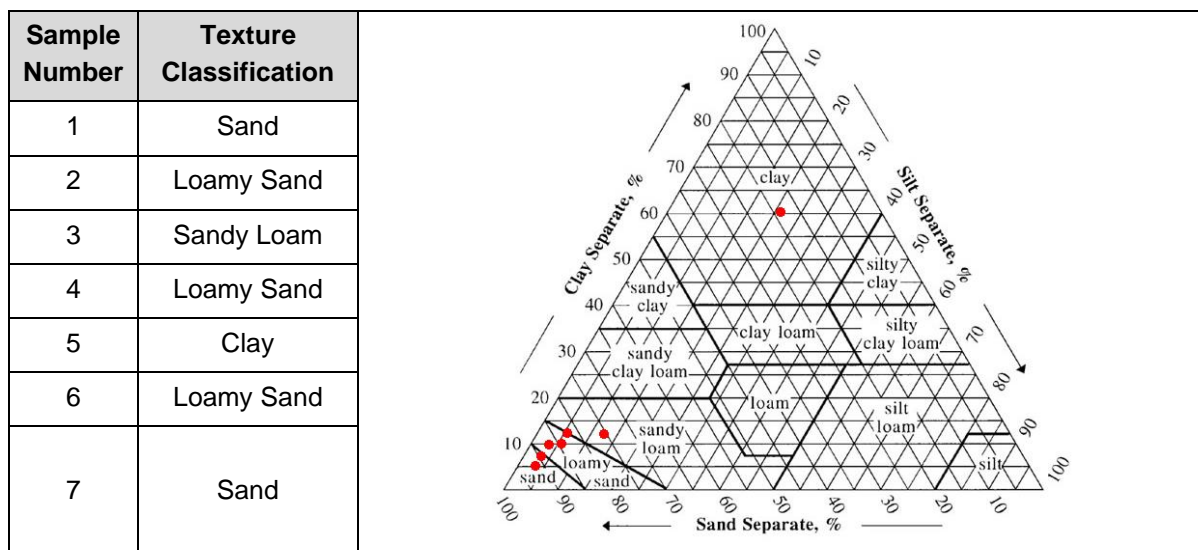 Sample Number Texture Classification
1 Sand
2 Loamy Sand
3 Sandy Loam
4 Loamy Sand
5 Clay
6 Loamy Sand
7 Sand
100
90
80
70
60
50
40
30
20
10
Clay Separate, %
10
20
30
40
50
60
70
80
90
100
Silt Separate, %
clay
silty
clay
sandy
clay
clay loam
silty
clay loam
sandy
clay loam
loam
silt
loam
sandy
loam
loamy
sand
sand
silt
100
90
80
70
60
50
40
30
20
10
Sand Separate, %